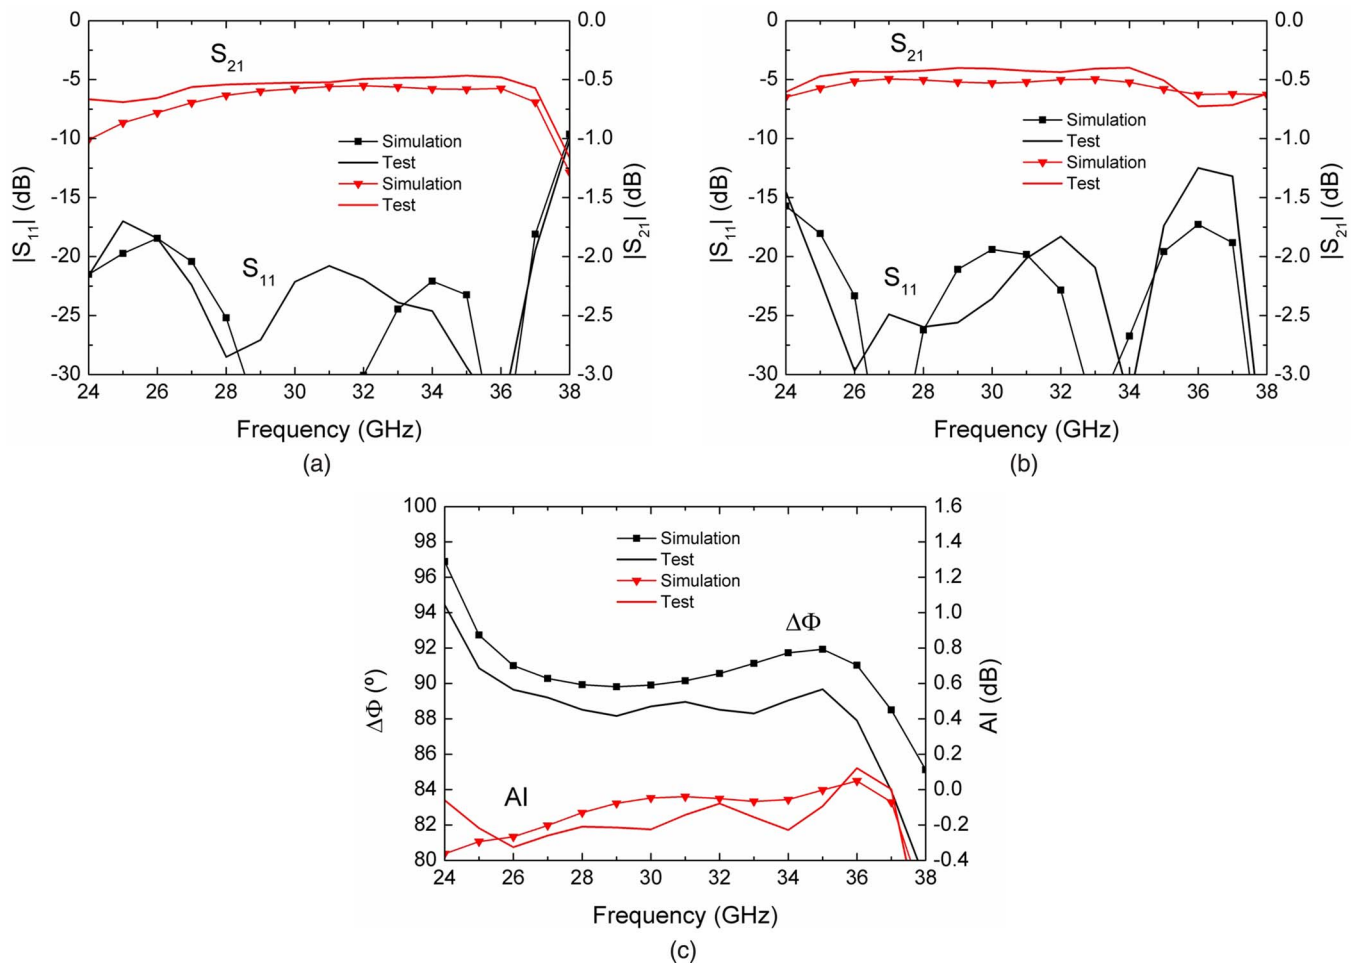 0
-5
-10
-15
-20
-25
-30
|S11| (dB)
S21
S11
Simulation
Test
Simulation
Test
0.0
-0.5
-1.0
-1.5
-2.0
-2.5
-3.0
|S21| (dB)
24 26 28 30 32 34 36 38
Frequency (GHz)
(a)
0
-5
-10
-15
-20
-25
-30
|S11| (dB)
S21
S11
Simulation
Test
Simulation
Test
0.0
-0.5
-1.0
-1.5
-2.0
-2.5
-3.0
|S21| (dB)
24 26 28 30 32 34 36 38
Frequency (GHz)
(b)
100
98
96
94
92
90
88
86
84
82
80
ΔΦ (º)
Simulation
Test
Simulation
Test
ΔΦ
AI
1.6
1.4
1.2
1.0
0.8
0.6
0.4
0.2
0.0
-0.2
-0.4
AI (dB)
24 26 28 30 32 34 36 38
Frequency (GHz)
(c)